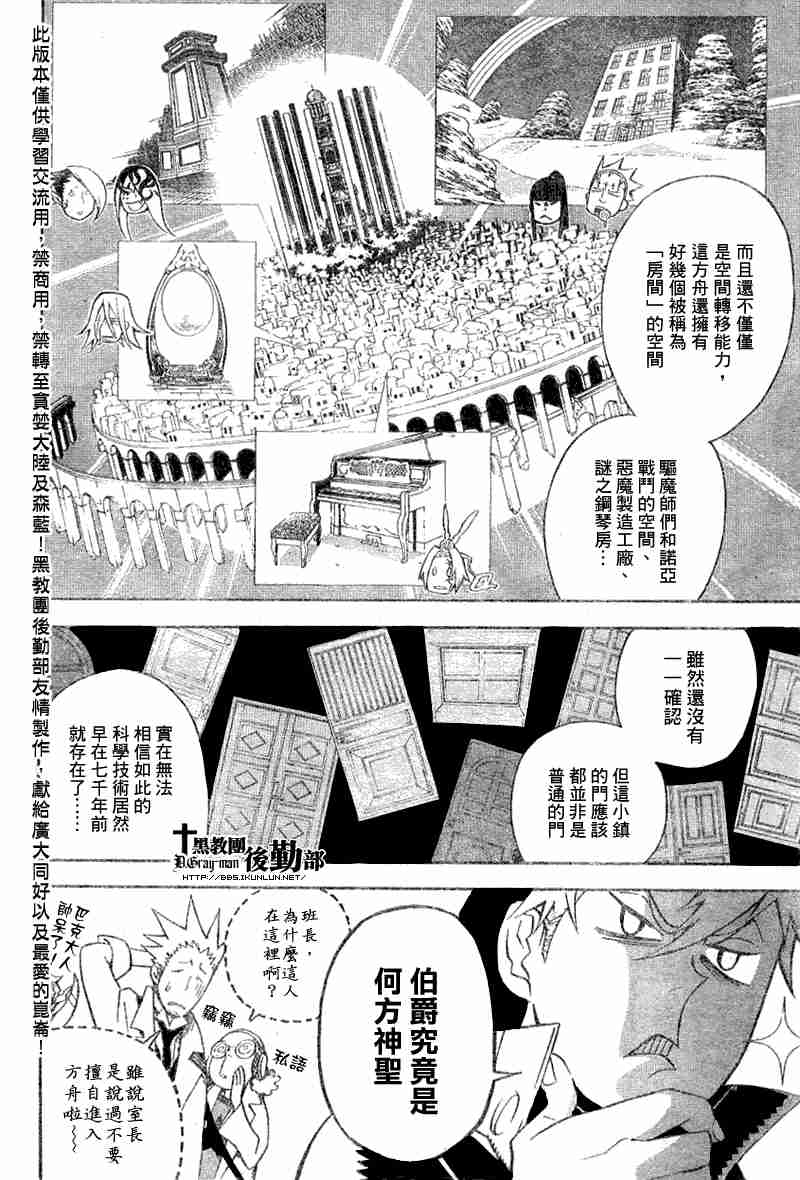 而且還不僅僅
是空間轉移能力，
這方舟還擁有
好幾個被稱為
「房間」的空間
驅魔師們和諾亞
戰鬥的空間、
惡魔製造工廠、
謎之鋼琴房…
雖然還沒有
一一確認
但這小鎮
的門應該
都並非是
普通的門
實在無法
相信如此的
科學技術居然
早在七千年前
就存在了……
十黑教團
D.Gray-man 後勤部
HTTP://BBS.IKUNLUN.NET/
伯爵究竟是
何方神聖
班長，
為什麼這人
在這裡啊？
巴克大人
帥呆了
竊竊
私語
雖說室長
是說過不要
擅自進入
方舟啦～
此版本僅供學習交流用，禁商用，禁轉至貪婪大陸及森藍！黑教團後勤部友情製作，獻給廣大同好以及最愛的崑崙！